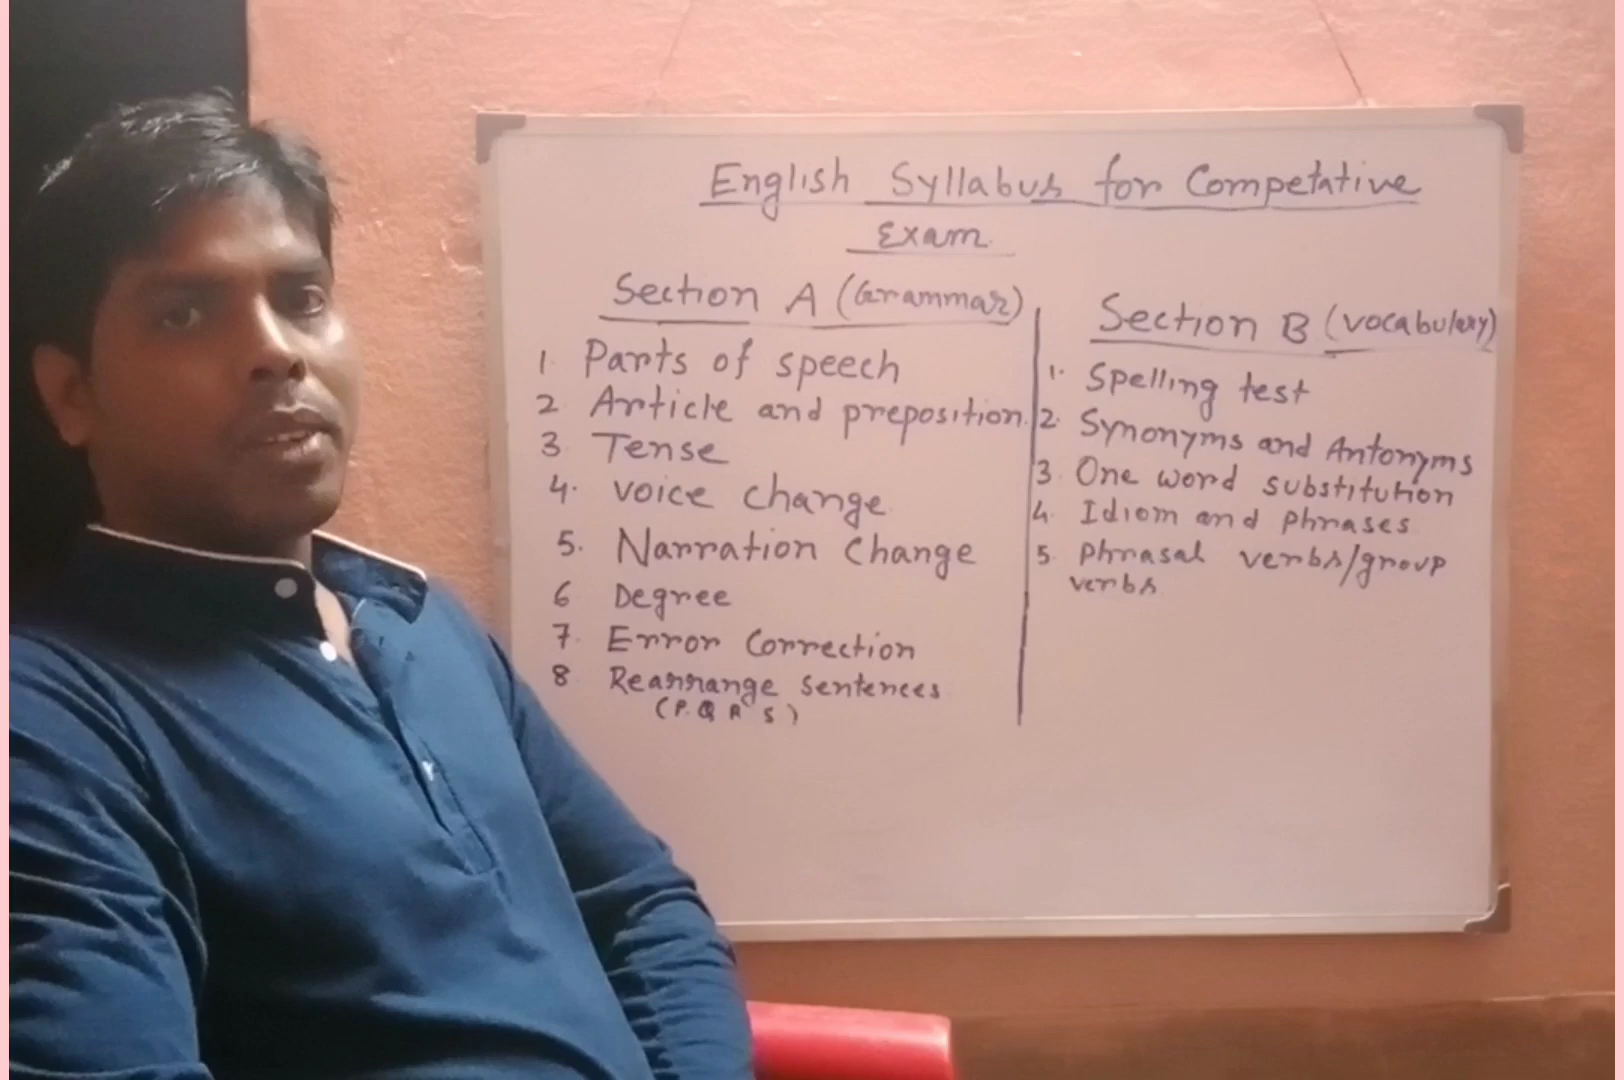 English Syllabus for Competative
Exam
Section A (Grammar)
1. Parts of speech
2. Article and preposition.
3 Tense
4. voice change
5. Narration Change
6 Degree
7. Error Correction
8 Rearrange sentences
(P. Q R S)
Section B (vocabulary)
1. Spelling test
2. Synonyms and Antonyms
3. One word substitution
4 Idiom and phrases
5. phrasal verbs/group
verbs